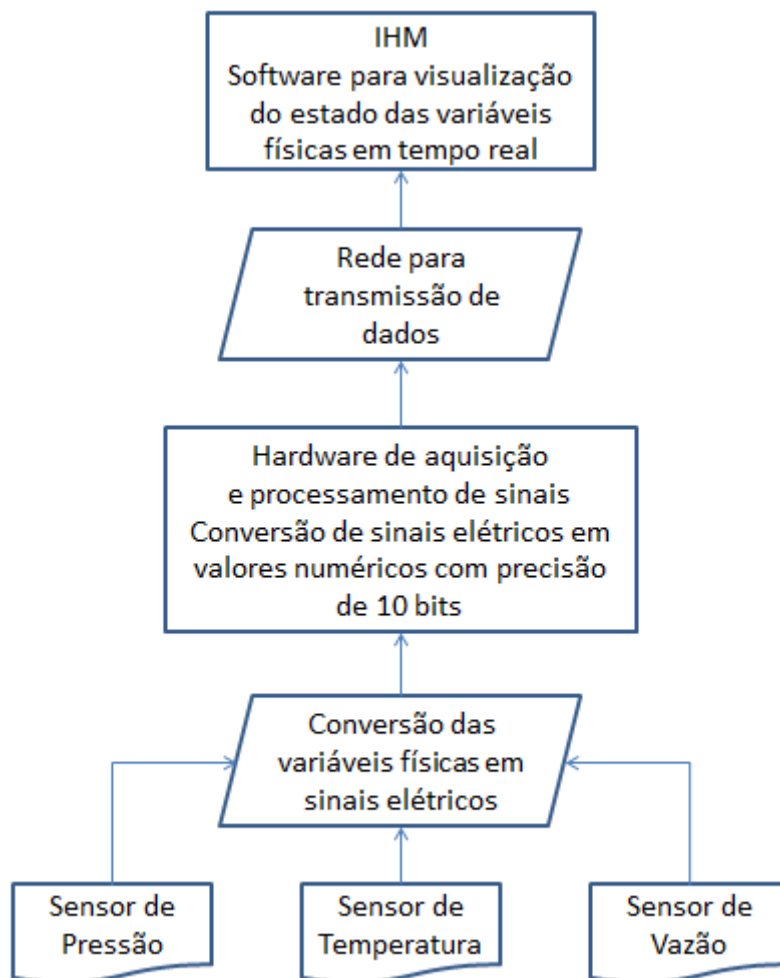 IHM
Software para visualização
do estado das variáveis
físicas em tempo real
Rede para
transmissão de
dados
Hardware de aquisição
e processamento de sinais
Conversão de sinais elétricos em
valores numéricos com precisão
de 10 bits
Conversão das
variáveis físicas em
sinais elétricos
Sensor de
Pressão
Sensor de
Temperatura
Sensor de
Vazão